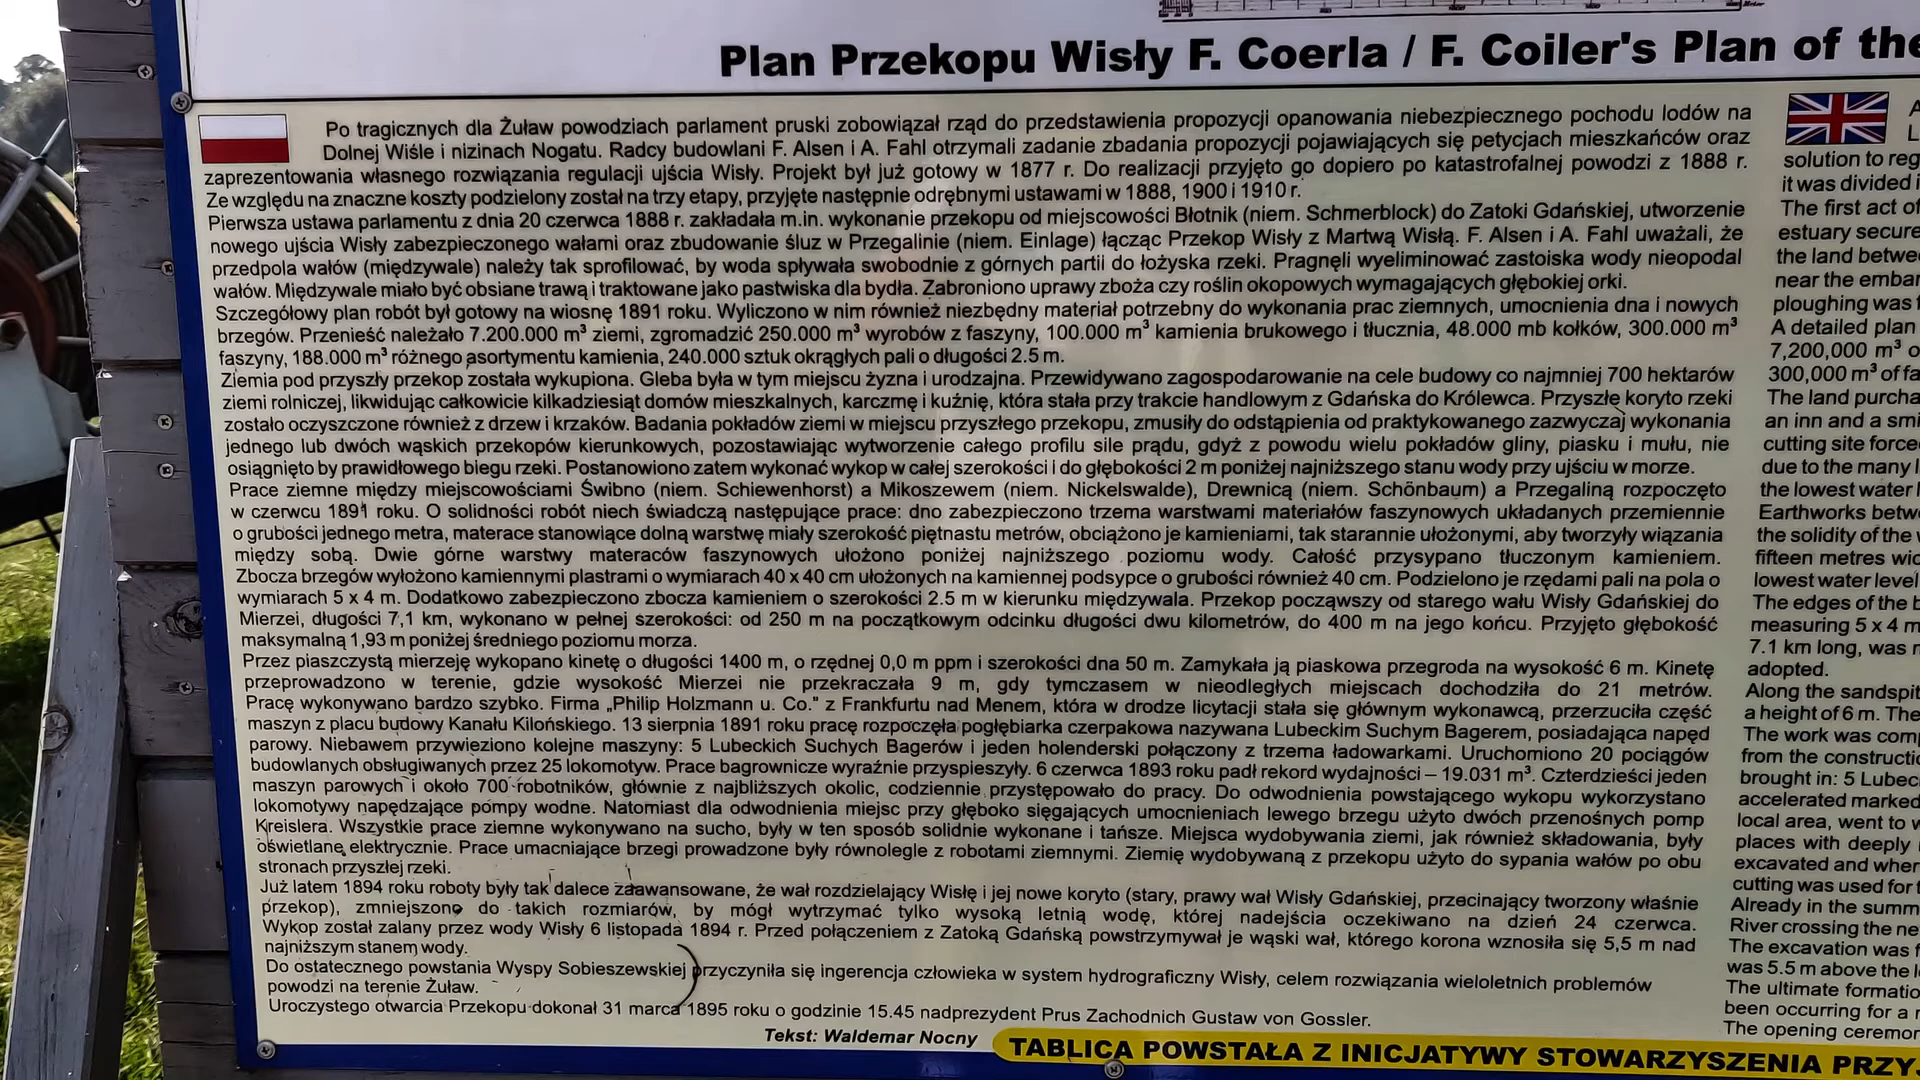 Plan Przekopu Wisły F. Coerla / F. Coiler's Plan of the
Po tragicznych dla Żuław powodziach parlament pruski zobowiązał rząd do przedstawienia propozycji opanowania niebezpiecznego pochodu lodów na
Dolnej Wiśle i nizinach Nogatu. Radcy budowlani F. Alsen i A. Fahl otrzymali zadanie zbadania propozycji pojawiających się petycjach mieszkańców oraz
zaprezentowania własnego rozwiązania regulacji ujścia Wisły. Projekt był już gotowy w 1877 r. Do realizacji przyjęto go dopiero po katastrofalnej powodzi z 1888 r.
Ze względu na znaczne koszty podzielony został na trzy etapy, przyjęte następnie odrębnymi ustawami w 1888, 1900 i 1910 r.
Pierwsza ustawa parlamentu z dnia 20 czerwca 1888 r. zakładała m.in. wykonanie przekopu od miejscowości Błotnik (niem. Schmerblock) do Zatoki Gdańskiej, utworzenie
nowego ujścia Wisły zabezpieczonego wałami oraz zbudowanie śluz w Przegalinie (niem. Einlage) łącząc Przekop Wisły z Martwą Wisłą. F. Alsen i A. Fahl uważali, że
przedpola wałów (międzywale) należy tak sprofilować, by woda spływała swobodnie z górnych partii do łożyska rzeki. Pragnęli wyeliminować zastoiska wody nieopodal
wałów. Międzywale miało być obsiane trawą i traktowane jako pastwiska dla bydła. Zabroniono uprawy zboża czy roślin okopowych wymagających głębokiej orki.
Szczegółowy plan robót był gotowy na wiosnę 1891 roku. Wyliczono w nim również niezbędny materiał potrzebny do wykonania prac ziemnych, umocnienia dna i nowych
brzegów. Przenieść należało 7.200.000 m³ ziemi, zgromadzić 250.000 m³ wyrobów z faszyny, 100.000 m³ kamienia brukowego i tłucznia, 48.000 mb kołków, 300.000 m³
faszyny, 188.000 m³ różnego asortymentu kamienia, 240.000 sztuk okrągłych pali o długości 2.5 m.
Ziemia pod przyszły przekop została wykupiona. Gleba była w tym miejscu żyzna i urodzajna. Przewidywano zagospodarowanie na cele budowy co najmniej 700 hektarów
ziemi rolniczej, likwidując całkowicie kilkadziesiąt domów mieszkalnych, karczmę i kuźnię, która stała przy trakcie handlowym z Gdańska do Królewca. Przyszłe koryto rzeki
zostało oczyszczone również z drzew i krzaków. Badania pokładów ziemi w miejscu przyszłego przekopu, zmusiły do odstąpienia od praktykowanego zazwyczaj wykonania
jednego lub dwóch wąskich przekopów kierunkowych, pozostawiając wytworzenie całego profilu sile prądu, gdyż z powodu wielu pokładów gliny, piasku i mułu, nie
osiągnięto by prawidłowego biegu rzeki. Postanowiono zatem wykonać wykop w całej szerokości i do głębokości 2 m poniżej najniższego stanu wody przy ujściu w morze.
Prace ziemne między miejscowościami Świbno (niem. Schiewenhorst) a Mikoszewem (niem. Nickelswalde), Drewnicą (niem. Schönbaum) a Przegaliną rozpoczęto
w czerwcu 1891 roku. O solidności robót niech świadczą następujące prace: dno zabezpieczono trzema warstwami materiałów faszynowych układanych przemiennie
o grubości jednego metra, materace stanowiące dolną warstwę miały szerokość piętnastu metrów, obciążono je kamieniami, tak starannie ułożonymi, aby tworzyły wiązania
między sobą. Dwie górne warstwy materaców faszynowych ułożono poniżej najniższego poziomu wody. Całość przysypano tłuczonym kamieniem.
Zbocza brzegów wyłożono kamiennymi plastrami o wymiarach 40 x 40 cm ułożonych na kamiennej podsypce o grubości również 40 cm. Podzielono je rzędami pali na pola o
wymiarach 5 x 4 m. Dodatkowo zabezpieczono zbocza kamieniem o szerokości 2.5 m w kierunku międzywala. Przekop począwszy od starego wału Wisły Gdańskiej do
Mierzei, długości 7,1 km, wykonano w pełnej szerokości: od 250 m na początkowym odcinku długości dwu kilometrów, do 400 m na jego końcu. Przyjęto głębokość
maksymalną 1,93 m poniżej średniego poziomu morza.
Przez piaszczystą mierzeję wykopano kinetę o długości 1400 m, o rzędnej 0,0 m ppm i szerokości dna 50 m. Zamykała ją piaskowa przegroda na wysokość 6 m. Kinetę
przeprowadzono w terenie, gdzie wysokość Mierzei nie przekraczała 9 m, gdy tymczasem w nieodległych miejscach dochodziła do 21 metrów.
Pracę wykonywano bardzo szybko. Firma „Philip Holzmann u. Co." z Frankfurtu nad Menem, która w drodze licytacji stała się głównym wykonawcą, przerzuciła część
maszyn z placu budowy Kanału Kilońskiego. 13 sierpnia 1891 roku pracę rozpoczęła pogłębiarka czerpakowa nazywana Lubeckim Suchym Bagerem, posiadająca napęd
parowy. Niebawem przywieziono kolejne maszyny: 5 Lubeckich Suchych Bagerów i jeden holenderski połączony z trzema ładowarkami. Uruchomiono 20 pociągów
budowlanych obsługiwanych przez 25 lokomotyw. Prace bagrownicze wyraźnie przyspieszyły. 6 czerwca 1893 roku padł rekord wydajności – 19.031 m³. Czterdzieści jeden
maszyn parowych i około 700 robotników, głównie z najbliższych okolic, codziennie przystępowało do pracy. Do odwodnienia powstającego wykopu wykorzystano
lokomotywy napędzające pompy wodne. Natomiast dla odwodnienia miejsc przy głęboko sięgających umocnieniach lewego brzegu użyto dwóch przenośnych pomp
Kreislera. Wszystkie prace ziemne wykonywano na sucho, były w ten sposób solidnie wykonane i tańsze. Miejsca wydobywania ziemi, jak również składowania, były
oświetlane elektrycznie. Prace umacniające brzegi prowadzone były równolegle z robotami ziemnymi. Ziemię wydobywaną z przekopu użyto do sypania wałów po obu
stronach przyszłej rzeki.
Już latem 1894 roku roboty były tak dalece zaawansowane, że wał rozdzielający Wisłę i jej nowe koryto (stary, prawy wał Wisły Gdańskiej, przecinający tworzony właśnie
przekop), zmniejszono do takich rozmiarów, by mógł wytrzymać tylko wysoką letnią wodę, której nadejścia oczekiwano na dzień 24 czerwca.
Wykop został zalany przez wody Wisły 6 listopada 1894 r. Przed połączeniem z Zatoką Gdańską powstrzymywał je wąski wał, którego korona wznosiła się 5,5 m nad
najniższym stanem wody.
Do ostatecznego powstania Wyspy Sobieszewskiej przyczyniła się ingerencja człowieka w system hydrograficzny Wisły, celem rozwiązania wieloletnich problemów
powodzi na terenie Żuław.
Uroczystego otwarcia Przekopu dokonał 31 marca 1895 roku o godzinie 15.45 nadprezydent Prus Zachodnich Gustaw von Gossler.
Tekst: Waldemar Nocny
solution to reg
it was divided i
The first act of
estuary secure
the land betwe
near the embar
ploughing was
A detailed plan
7,200,000 m³ o
300,000 m³ of fa
The land purcha
an inn and a smi
cutting site force
due to the many l
the lowest water
Earthworks betw
the solidity of the
fifteen metres wid
lowest water level
The edges of the b
measuring 5 x 4 m
7.1 km long, was
adopted.
Along the sandspit
a height of 6 m. The
The work was comp
from the constructio
brought in: 5 Lubec
accelerated marked
local area, went to w
places with deeply
excavated and wher
cutting was used for
Already in the summ
River crossing the ne
The excavation was f
was 5.5 m above the l
The ultimate formatio
been occurring for a
The opening ceremon
TABLICA POWSTAŁA Z INICJATYWY STOWARZYSZENIA PRZYJ